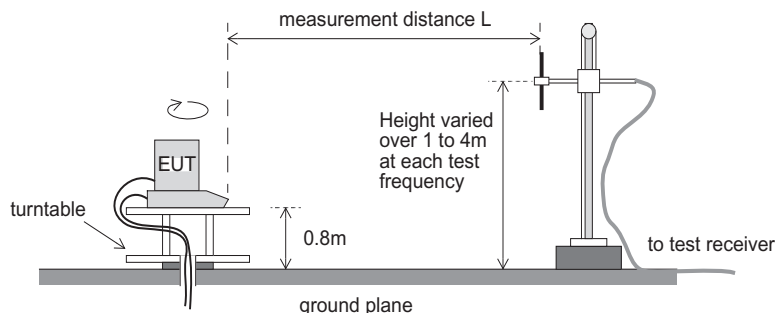 measurement distance L
Height varied
over 1 to 4m
at each test
frequency
EUT
turntable
0.8m
to test receiver
ground plane